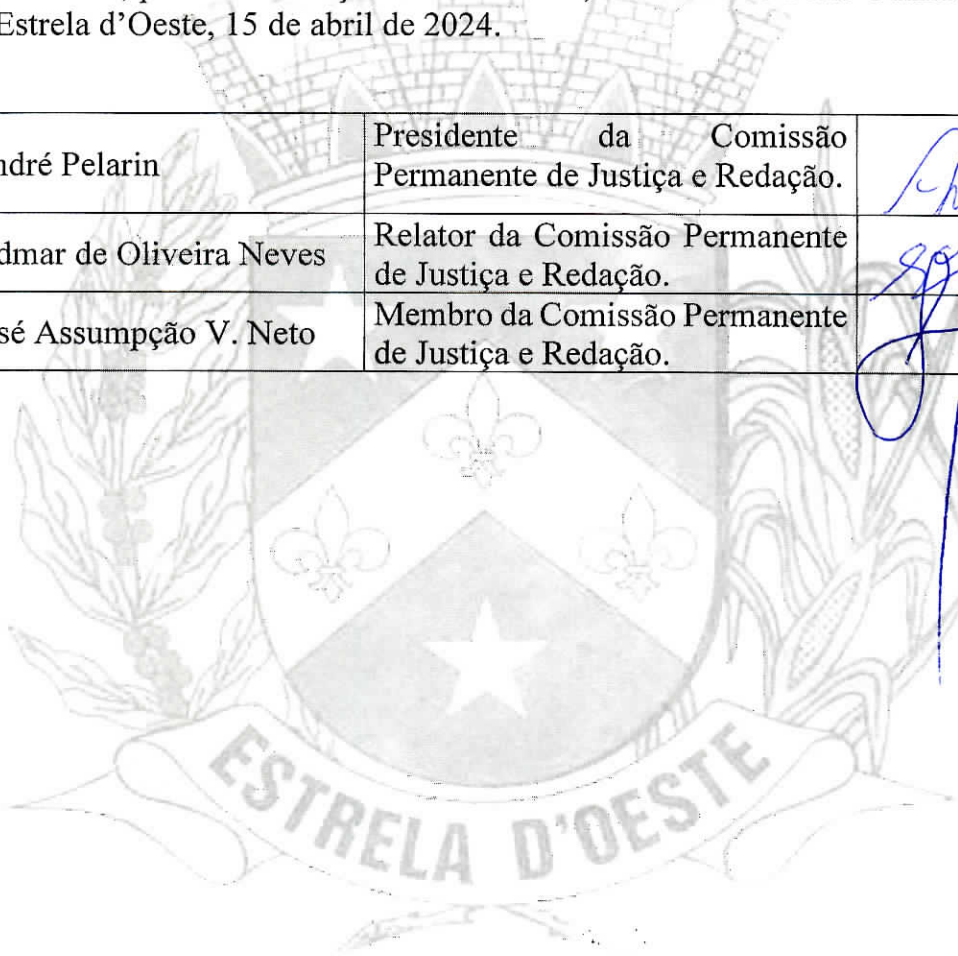 Estrela d’Oeste, 15 de abril de 2024.
ndré Pelarin
Presidente da Comissão
Permanente de Justiça e Redação.
dmar de Oliveira Neves
Relator da Comissão Permanente
de Justiça e Redação.
sé Assumpção V. Neto
Membro da Comissão Permanente
de Justiça e Redação.
ESTRELA D'OESTE